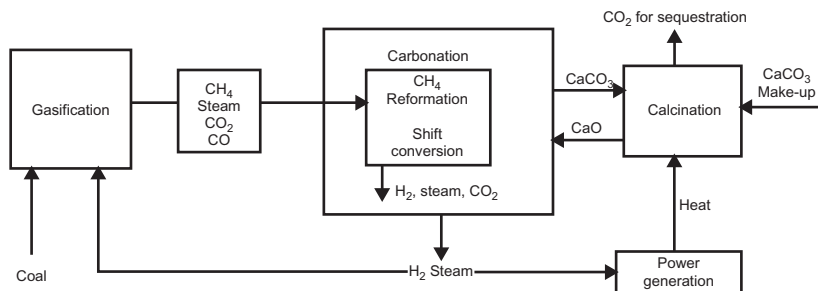 CO₂ for sequestration
Gasification
CH₄
Steam
CO₂
CO
Carbonation
CH₄
Reformation
Shift
conversion
H₂, steam, CO₂
CaCO₃
CaO
Calcination
CaCO₃
Make-up
Heat
Coal
H₂ Steam
Power
generation